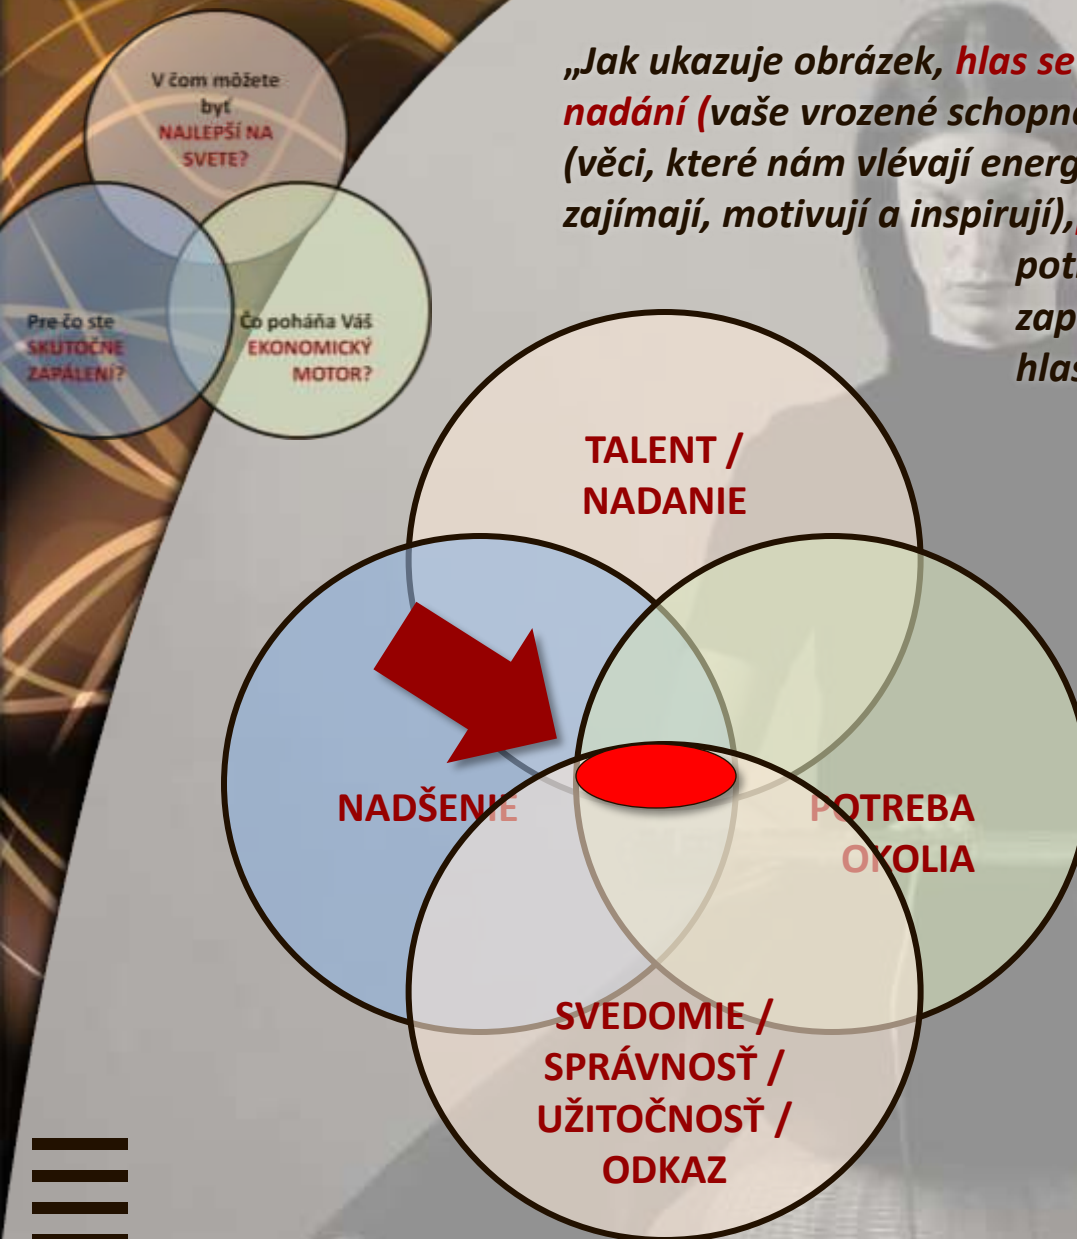 V čom môžete
byť
NAJLEPŠÍ NA
SVETE?
Pre čo ste
SKUTOČNE
ZAPÁLENÍ?
Čo poháňa Váš
EKONOMICKÝ
MOTOR?
„Jak ukazuje obrázek, hlas se
nadání (vaše vrozené
(věci, které nám vlévají
zajímají, motivují a inspirují),
TALENT /
NADANIE
NADŠENIE
POTREBA
OKOLIA
SVEDOMIE /
SPRÁVNOSŤ /
UŽITOČNOSŤ /
ODKAZ